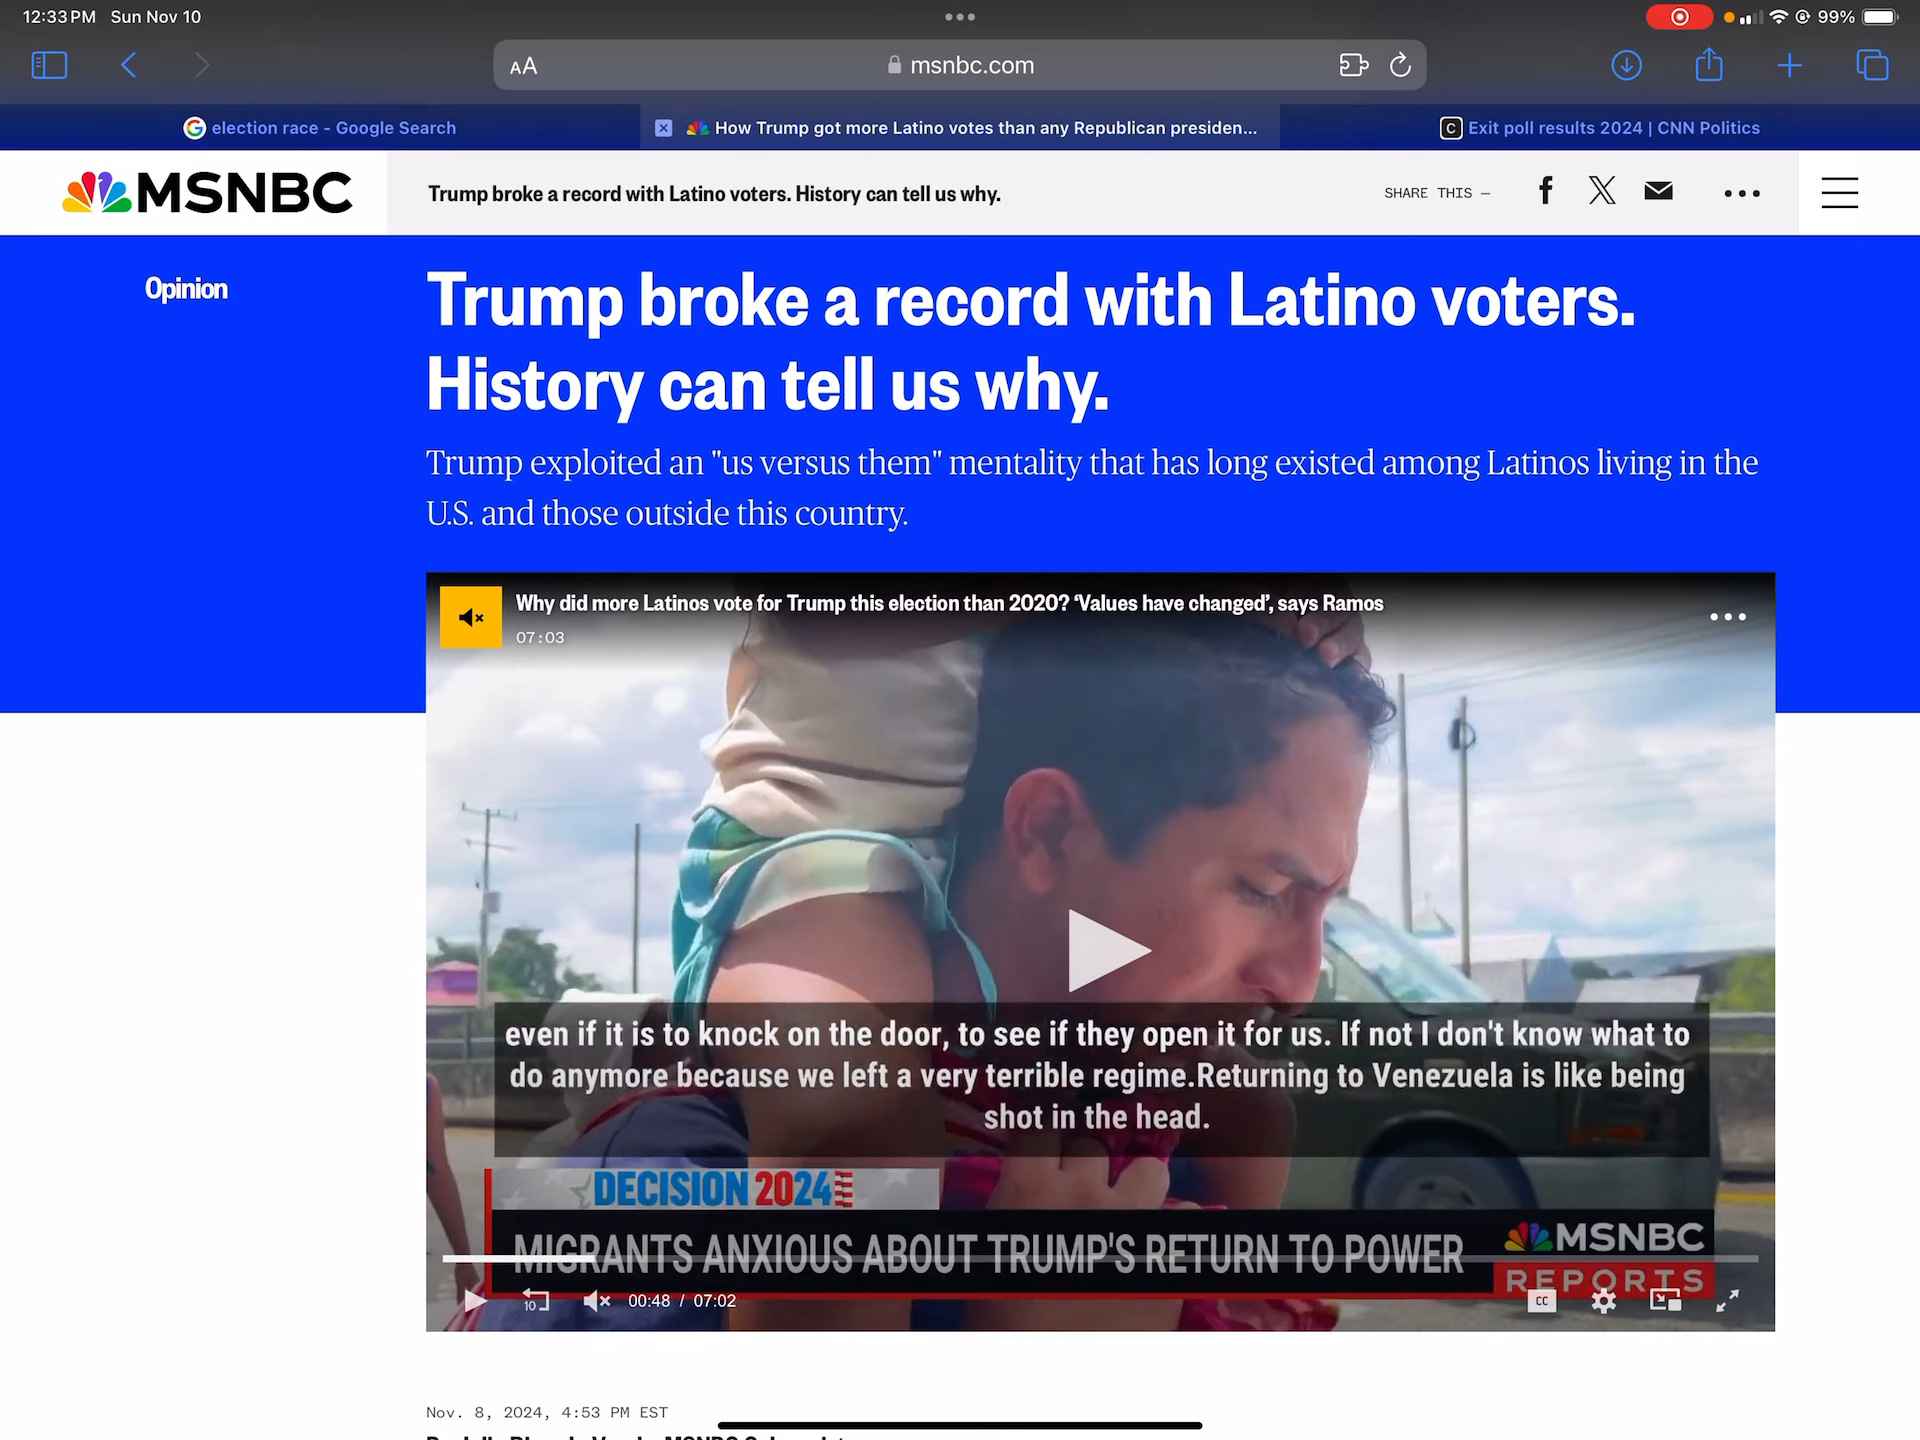 12:33 PM Sun Nov 10
99%
AA
msnbc.com
election race - Google Search
How Trump got more Latino votes than any Republican presiden...
Exit poll results 2024 | CNN Politics
MSNBC
Trump broke a record with Latino voters. History can tell us why.
SHARE THIS —
Opinion
Trump broke a record with Latino voters.
History can tell us why.
Trump exploited an "us versus them" mentality that has long existed among Latinos living in the
U.S. and those outside this country.
Why did more Latinos vote for Trump this election than 2020? ‘Values have changed’, says Ramos
07:03
even if it is to knock on the door, to see if they open it for us. If not I don't know what to
do anymore because we left a very terrible regime.Returning to Venezuela is like being
shot in the head.
DECISION 2024
MIGRANTS ANXIOUS ABOUT TRUMP'S RETURN TO POWER
MSNBC
REPORTS
10
00:48 / 07:02
CC
Nov. 8, 2024, 4:53 PM EST